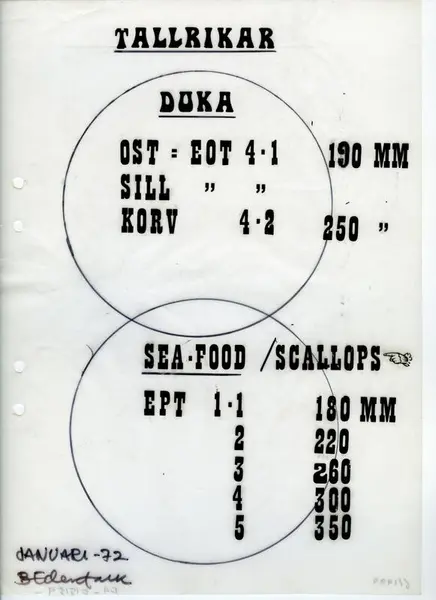 TALLRIKAR
DUKA
OST = EOT 4·1 190 MM
SILL " "
KORV 4·2 250 "
SEA-FOOD /SCALLOPS
EPT 1·1 180 MM
2 220
3 260
4 300
5 350
JANUARI -72